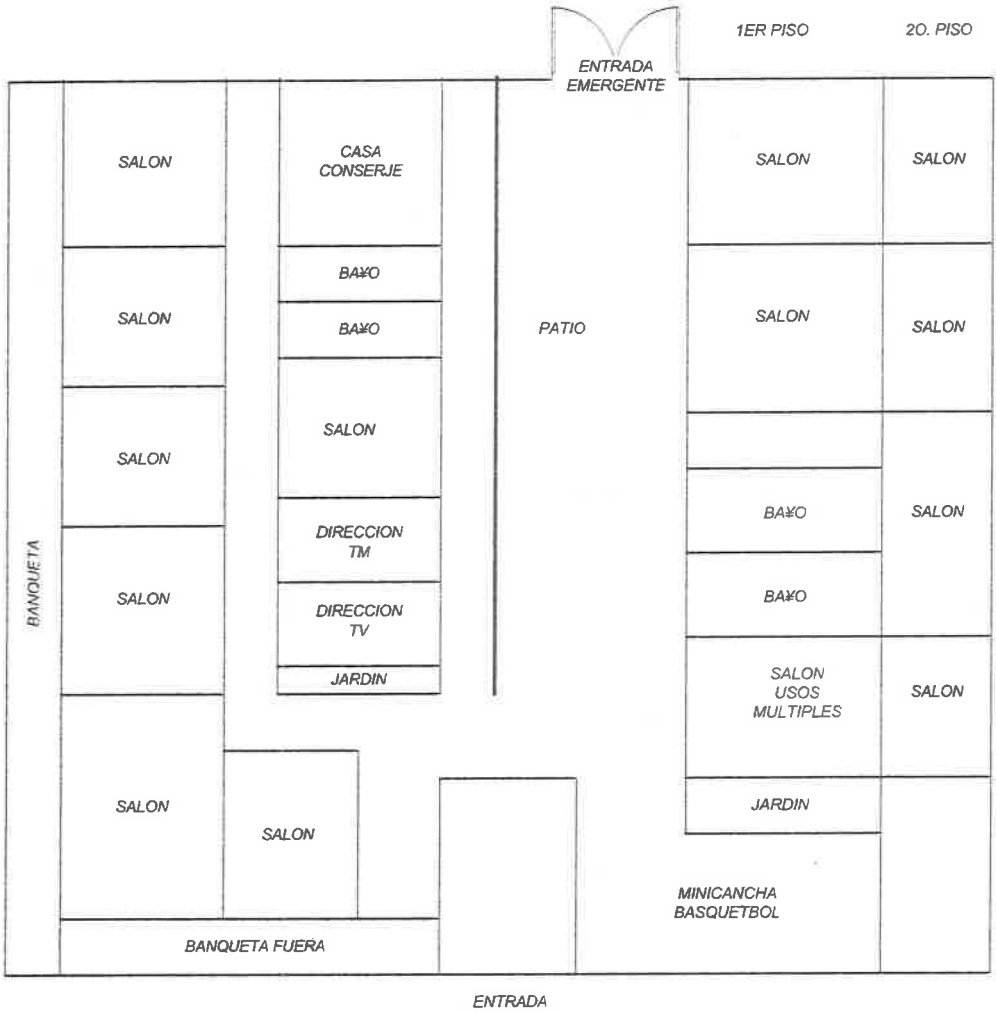 1ER PISO
2O. PISO
ENTRADA
EMERGENTE
SALON
CASA
CONSERJE
SALON
SALON
BA¥O
SALON
BA¥O
PATIO
SALON
SALON
SALON
SALON
BA¥O
SALON
DIRECCION
TM
BANQUETA
SALON
DIRECCION
TV
BA¥O
JARDIN
SALON
USOS
MULTIPLES
SALON
SALON
SALON
JARDIN
MINICANCHA
BASQUETBOL
BANQUETA FUERA
ENTRADA